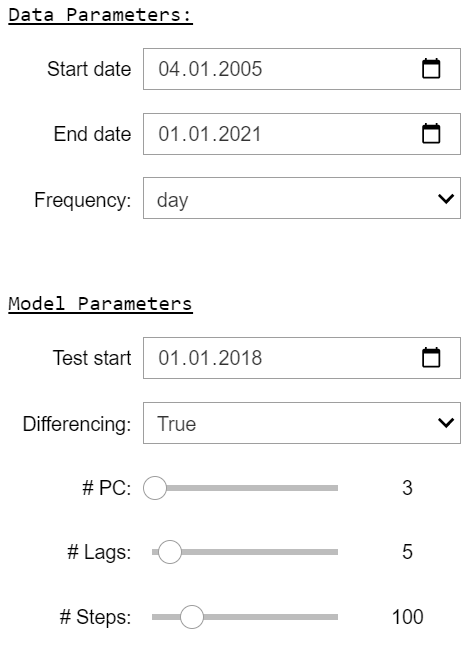 Data Parameters:
Start date 04.01.2005
End date 01.01.2021
Frequency: day
Model Parameters
Test start 01.01.2018
Differencing: True
# PC: 3
# Lags: 5
# Steps: 100